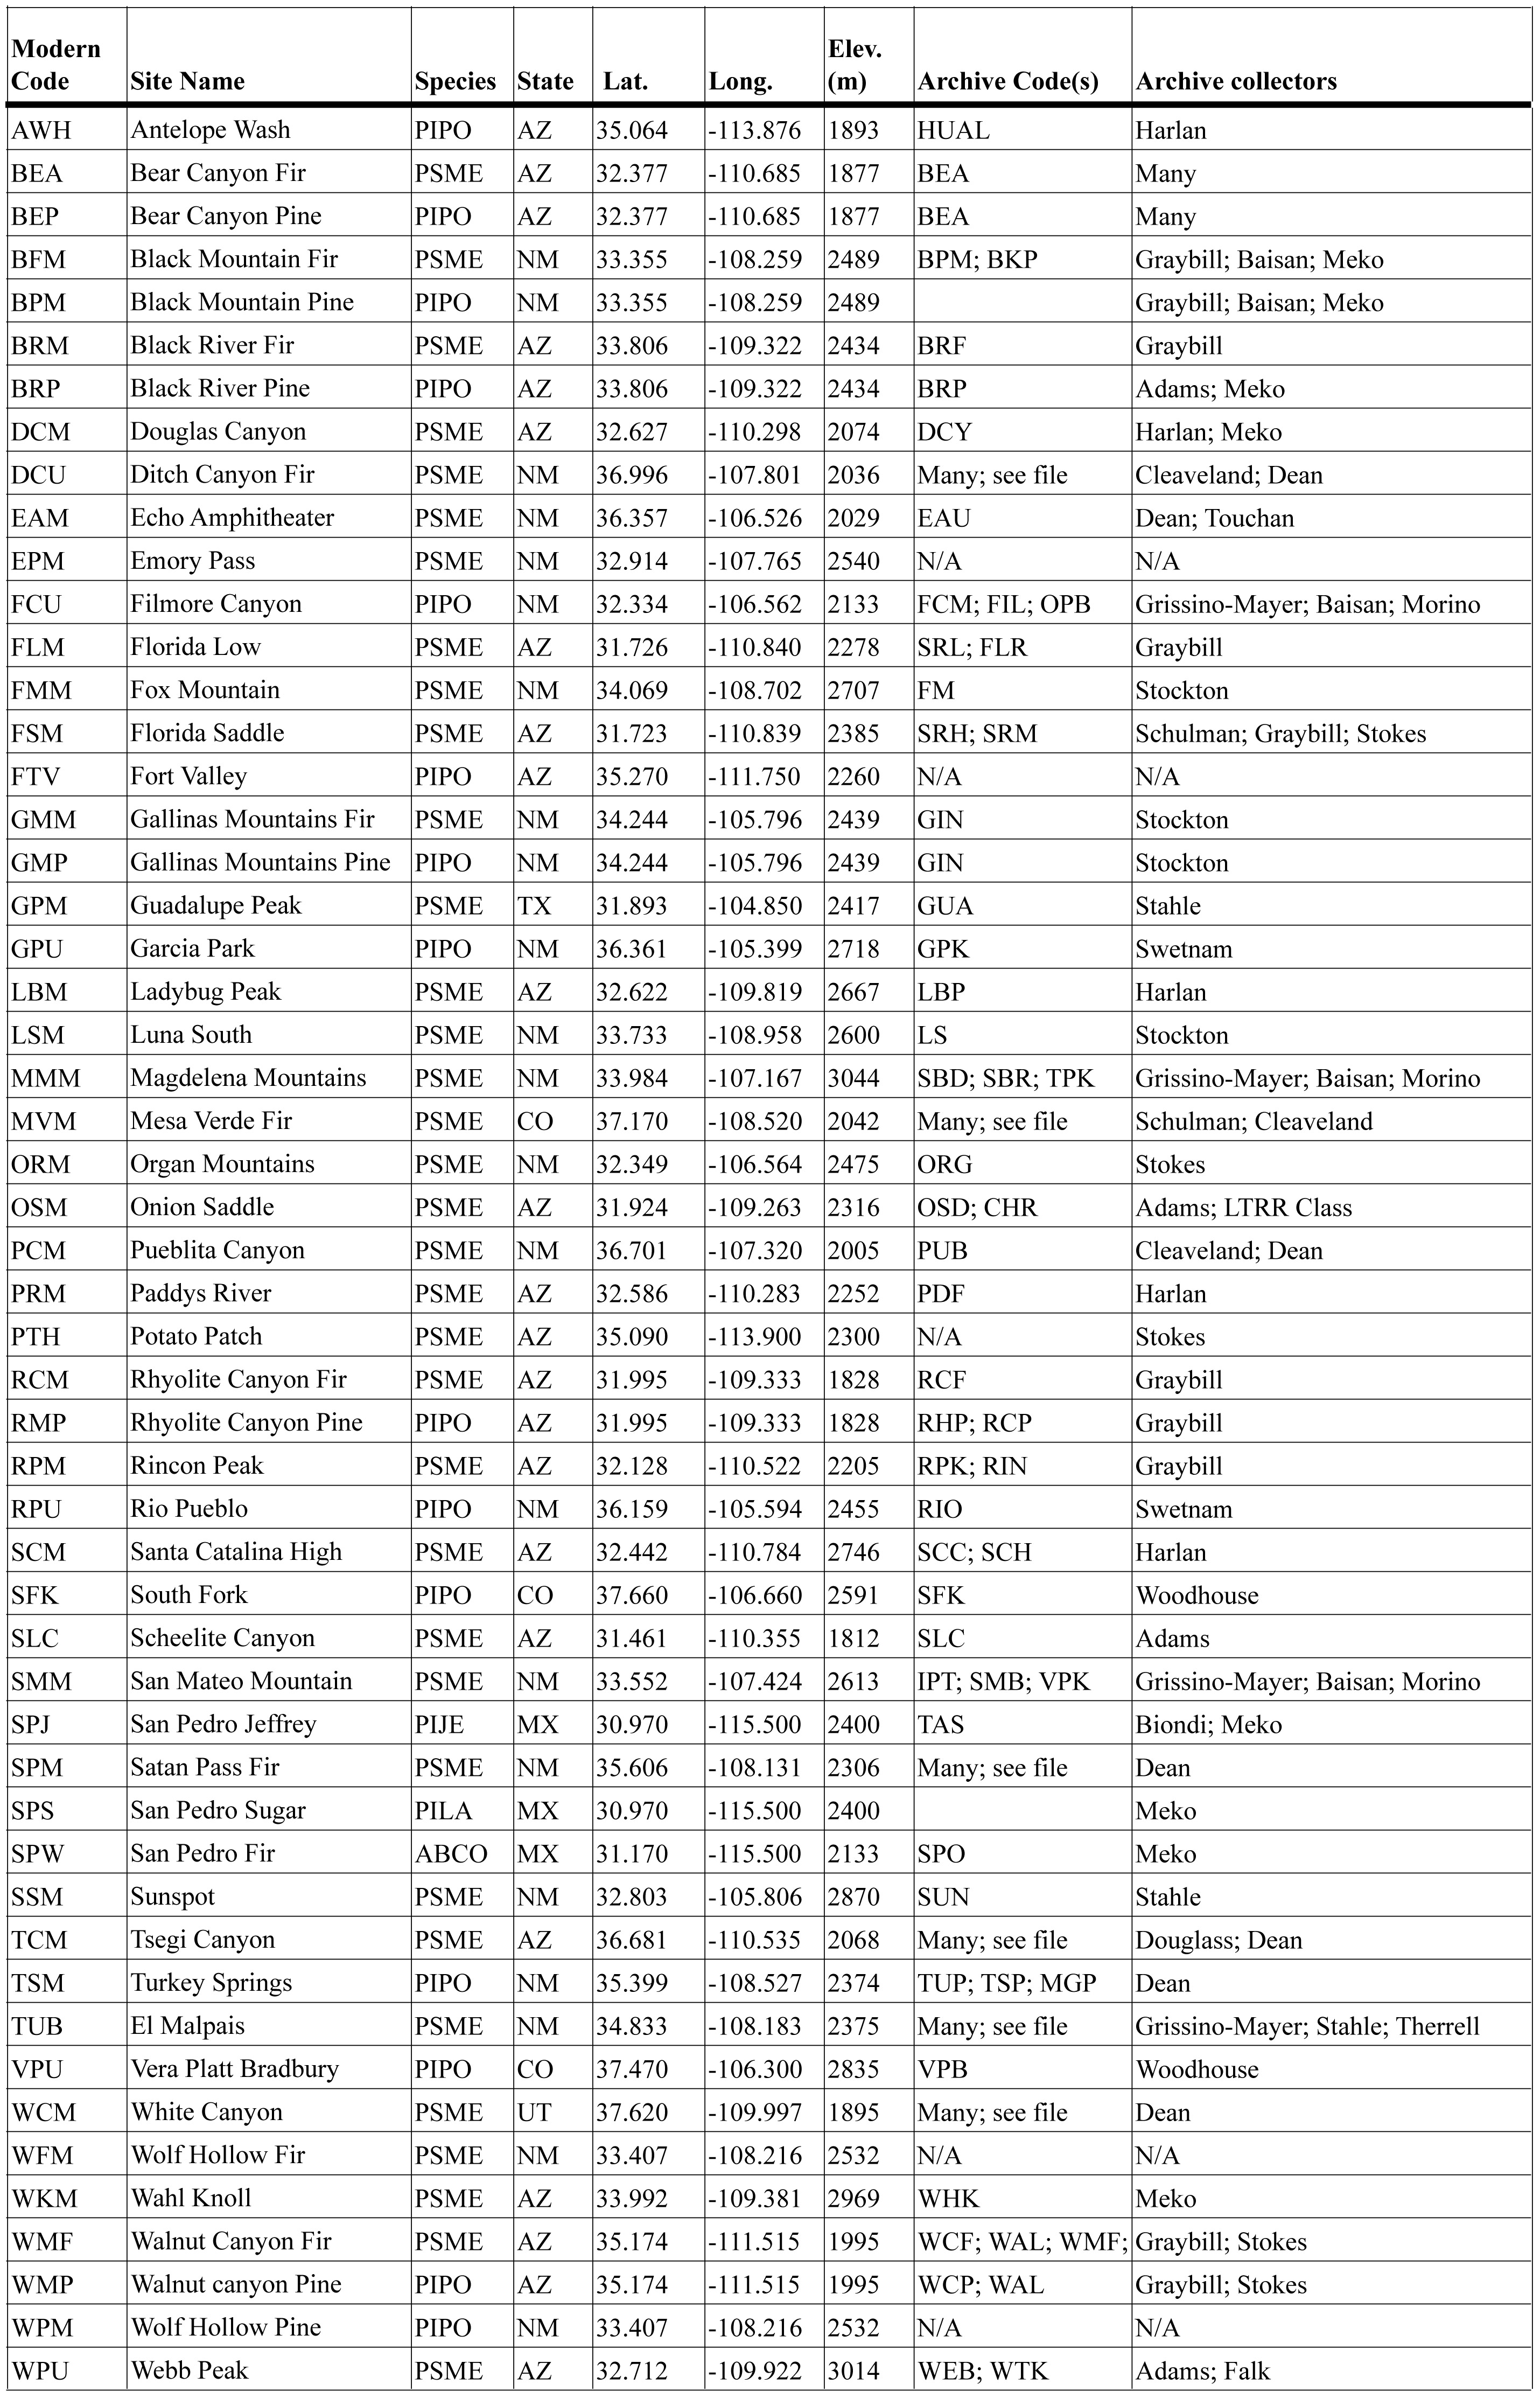 Modern Code Site Name Species State Lat. Long. Elev. (m) Archive Code(s) Archive collectors
AWH Antelope Wash PIPO AZ 35.064 -113.876 1893 HUAL Harlan
BEA Bear Canyon Fir PSME AZ 32.377 -110.685 1877 BEA Many
BEP Bear Canyon Pine PIPO AZ 32.377 -110.685 1877 BEA Many
BFM Black Mountain Fir PSME NM 33.355 -108.259 2489 BPM; BKP Graybill; Baisan; Meko
BPM Black Mountain Pine PIPO NM 33.355 -108.259 2489 Graybill; Baisan; Meko
BRM Black River Fir PSME AZ 33.806 -109.322 2434 BRF Graybill
BRP Black River Pine PIPO AZ 33.806 -109.322 2434 BRP Adams; Meko
DCM Douglas Canyon PSME AZ 32.627 -110.298 2074 DCY Harlan; Meko
DCU Ditch Canyon Fir PSME NM 36.996 -107.801 2036 Many; see file Cleaveland; Dean
EAM Echo Amphitheater PSME NM 36.357 -106.526 2029 EAU Dean; Touchan
EPM Emory Pass PSME NM 32.914 -107.765 2540 N/A N/A
FCU Filmore Canyon PIPO NM 32.334 -106.562 2133 FCM; FIL; OPB Grissino-Mayer; Baisan; Morino
FLM Florida Low PSME AZ 31.726 -110.840 2278 SRL; FLR Graybill
FMM Fox Mountain PSME NM 34.069 -108.702 2707 FM Stockton
FSM Florida Saddle PSME AZ 31.723 -110.839 2385 SRH; SRM Schulman; Graybill; Stokes
FTV Fort Valley PIPO AZ 35.270 -111.750 2260 N/A N/A
GMM Gallinas Mountains Fir PSME NM 34.244 -105.796 2439 GIN Stockton
GMP Gallinas Mountains Pine PIPO NM 34.244 -105.796 2439 GIN Stockton
GPM Guadalupe Peak PSME TX 31.893 -104.850 2417 GUA Stahle
GPU Garcia Park PIPO NM 36.361 -105.399 2718 GPK Swetnam
LBM Ladybug Peak PSME AZ 32.622 -109.819 2667 LBP Harlan
LSM Luna South PSME NM 33.733 -108.958 2600 LS Stockton
MMM Magdelena Mountains PSME NM 33.984 -107.167 3044 SBD; SBR; TPK Grissino-Mayer; Baisan; Morino
MVM Mesa Verde Fir PSME CO 37.170 -108.520 2042 Many; see file Schulman; Cleaveland
ORM Organ Mountains PSME NM 32.349 -106.564 2475 ORG Stokes
OSM Onion Saddle PSME AZ 31.924 -109.263 2316 OSD; CHR Adams; LTRR Class
PCM Pueblita Canyon PSME NM 36.701 -107.320 2005 PUB Cleaveland; Dean
PRM Paddys River PSME AZ 32.586 -110.283 2252 PDF Harlan
PTH Potato Patch PSME AZ 35.090 -113.900 2300 N/A Stokes
RCM Rhyolite Canyon Fir PSME AZ 31.995 -109.333 1828 RCF Graybill
RMP Rhyolite Canyon Pine PIPO AZ 31.995 -109.333 1828 RHP; RCP Graybill
RPM Rincon Peak PSME AZ 32.128 -110.522 2205 RPK; RIN Graybill
RPU Rio Pueblo PIPO NM 36.159 -105.594 2455 RIO Swetnam
SCM Santa Catalina High PSME AZ 32.442 -110.784 2746 SCC; SCH Harlan
SFK South Fork PIPO CO 37.660 -106.660 2591 SFK Woodhouse
SLC Scheelite Canyon PSME AZ 31.461 -110.355 1812 SLC Adams
SMM San Mateo Mountain PSME NM 33.552 -107.424 2613 IPT; SMB; VPK Grissino-Mayer; Baisan; Morino
SPJ San Pedro Jeffrey PIJE MX 30.970 -115.500 2400 TAS Biondi; Meko
SPM Satan Pass Fir PSME NM 35.606 -108.131 2306 Many; see file Dean
SPS San Pedro Sugar PILA MX 30.970 -115.500 2400 Meko
SPW San Pedro Fir ABCO MX 31.170 -115.500 2133 SPO Meko
SSM Sunspot PSME NM 32.803 -105.806 2870 SUN Stahle
TCM Tsegi Canyon PSME AZ 36.681 -110.535 2068 Many; see file Douglass; Dean
TSM Turkey Springs PIPO NM 35.399 -108.527 2374 TUP; TSP; MGP Dean
TUB El Malpais PSME NM 34.833 -108.183 2375 Many; see file Grissino-Mayer; Stahle; Therrell
VPU Vera Platt Bradbury PIPO CO 37.470 -106.300 2835 VPB Woodhouse
WCM White Canyon PSME UT 37.620 -109.997 1895 Many; see file Dean
WFM Wolf Hollow Fir PSME NM 33.407 -108.216 2532 N/A N/A
WKM Wahl Knoll PSME AZ 33.992 -109.381 2969 WHK Meko
WMF Walnut Canyon Fir PSME AZ 35.174 -111.515 1995 WCF; WAL; WMF; Graybill; Stokes
WMP Walnut canyon Pine PIPO AZ 35.174 -111.515 1995 WCP; WAL Graybill; Stokes
WPM Wolf Hollow Pine PIPO NM 33.407 -108.216 2532 N/A N/A
WPU Webb Peak PSME AZ 32.712 -109.922 3014 WEB; WTK Adams; Falk